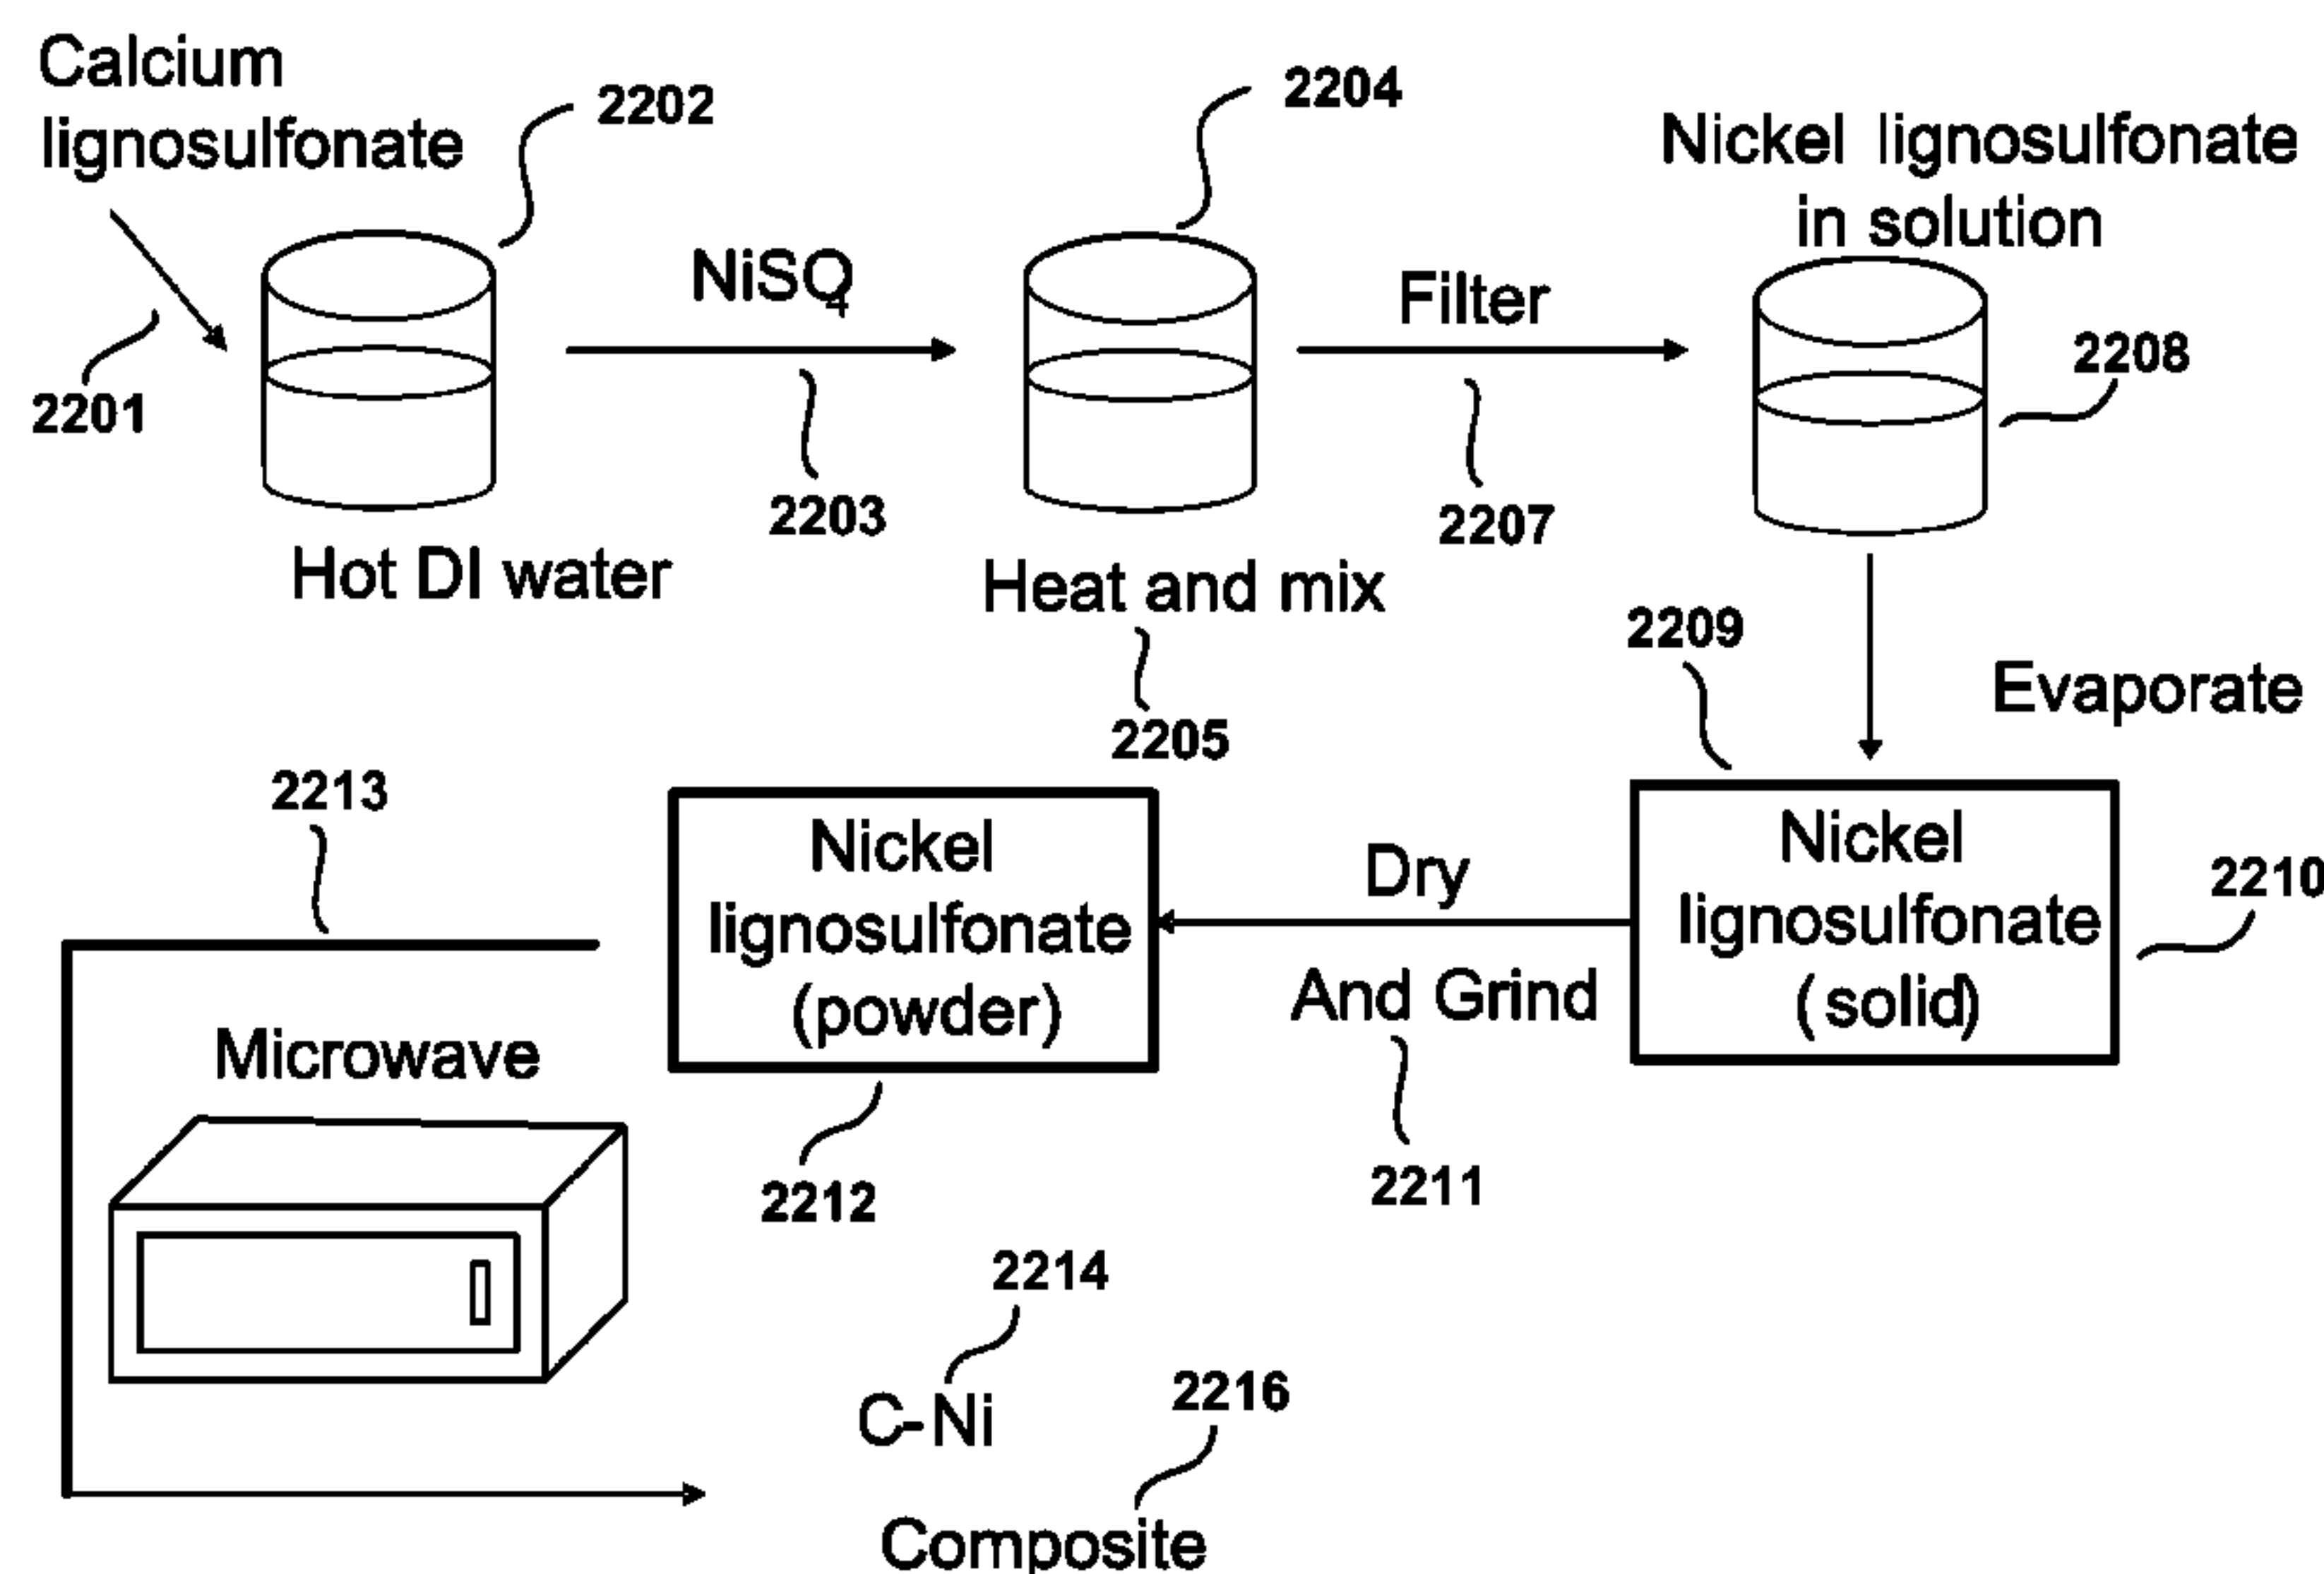 Calcium
lignosulfonate
2202
2204
Nickel lignosulfonate
in solution
NiSO4
Filter
2201
2203
2207
2208
Hot DI water
Heat and mix
2205
2209
Evaporate
2213
Nickel
lignosulfonate
(powder)
Dry
And Grind
Nickel
lignosulfonate
(solid)
2210
Microwave
2212
2211
2214
C-Ni
2216
Composite